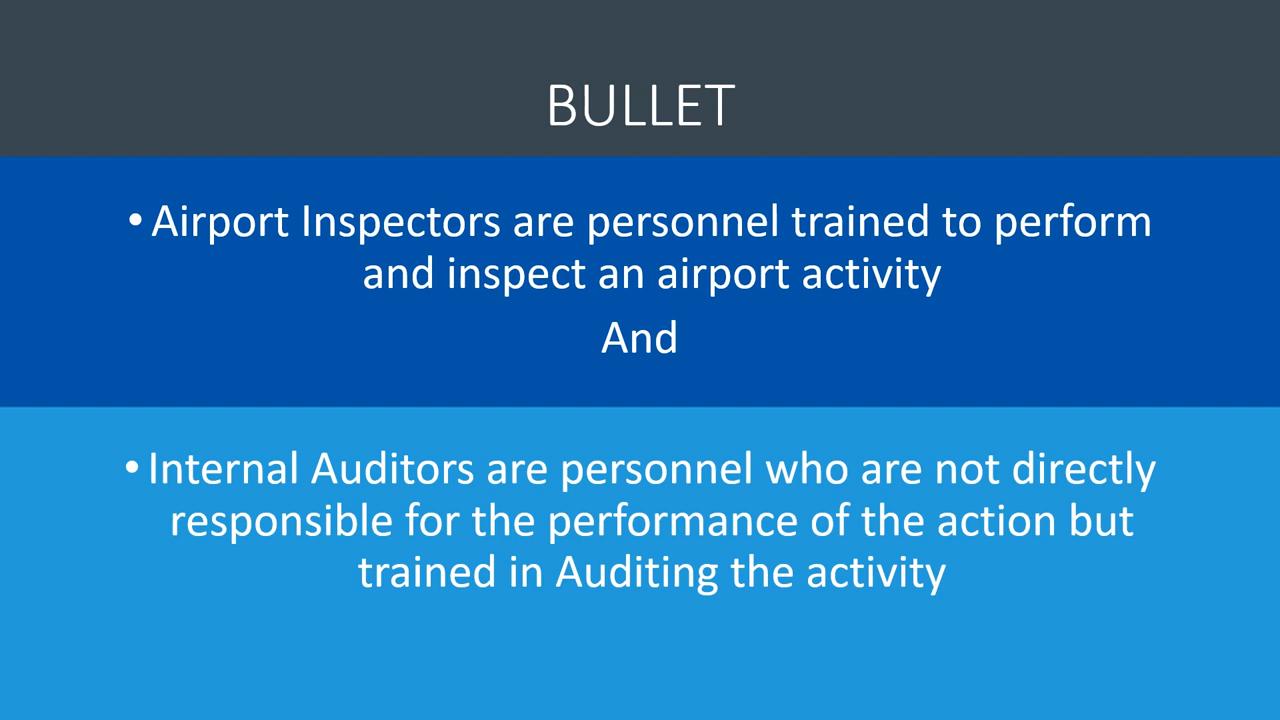 BULLET
• Airport Inspectors are personnel trained to perform
and inspect an airport activity
And
• Internal Auditors are personnel who are not directly
responsible for the performance of the action but
trained in Auditing the activity